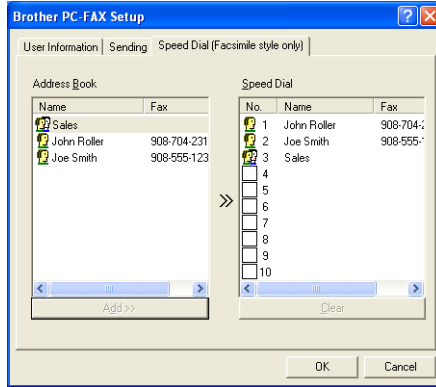 Brother PC-FAX Setup
User Information Sending Speed Dial (Facsimile style only)
Address Book Speed Dial
Name Fax No. Name Fax
Sales 1 John Roller 908-704-2
John Roller 908-704-231 2 Joe Smith 908-555-
Joe Smith 908-555-123 3 Sales
4
5
6
7
8
9
10
Add >> Clear
OK Cancel